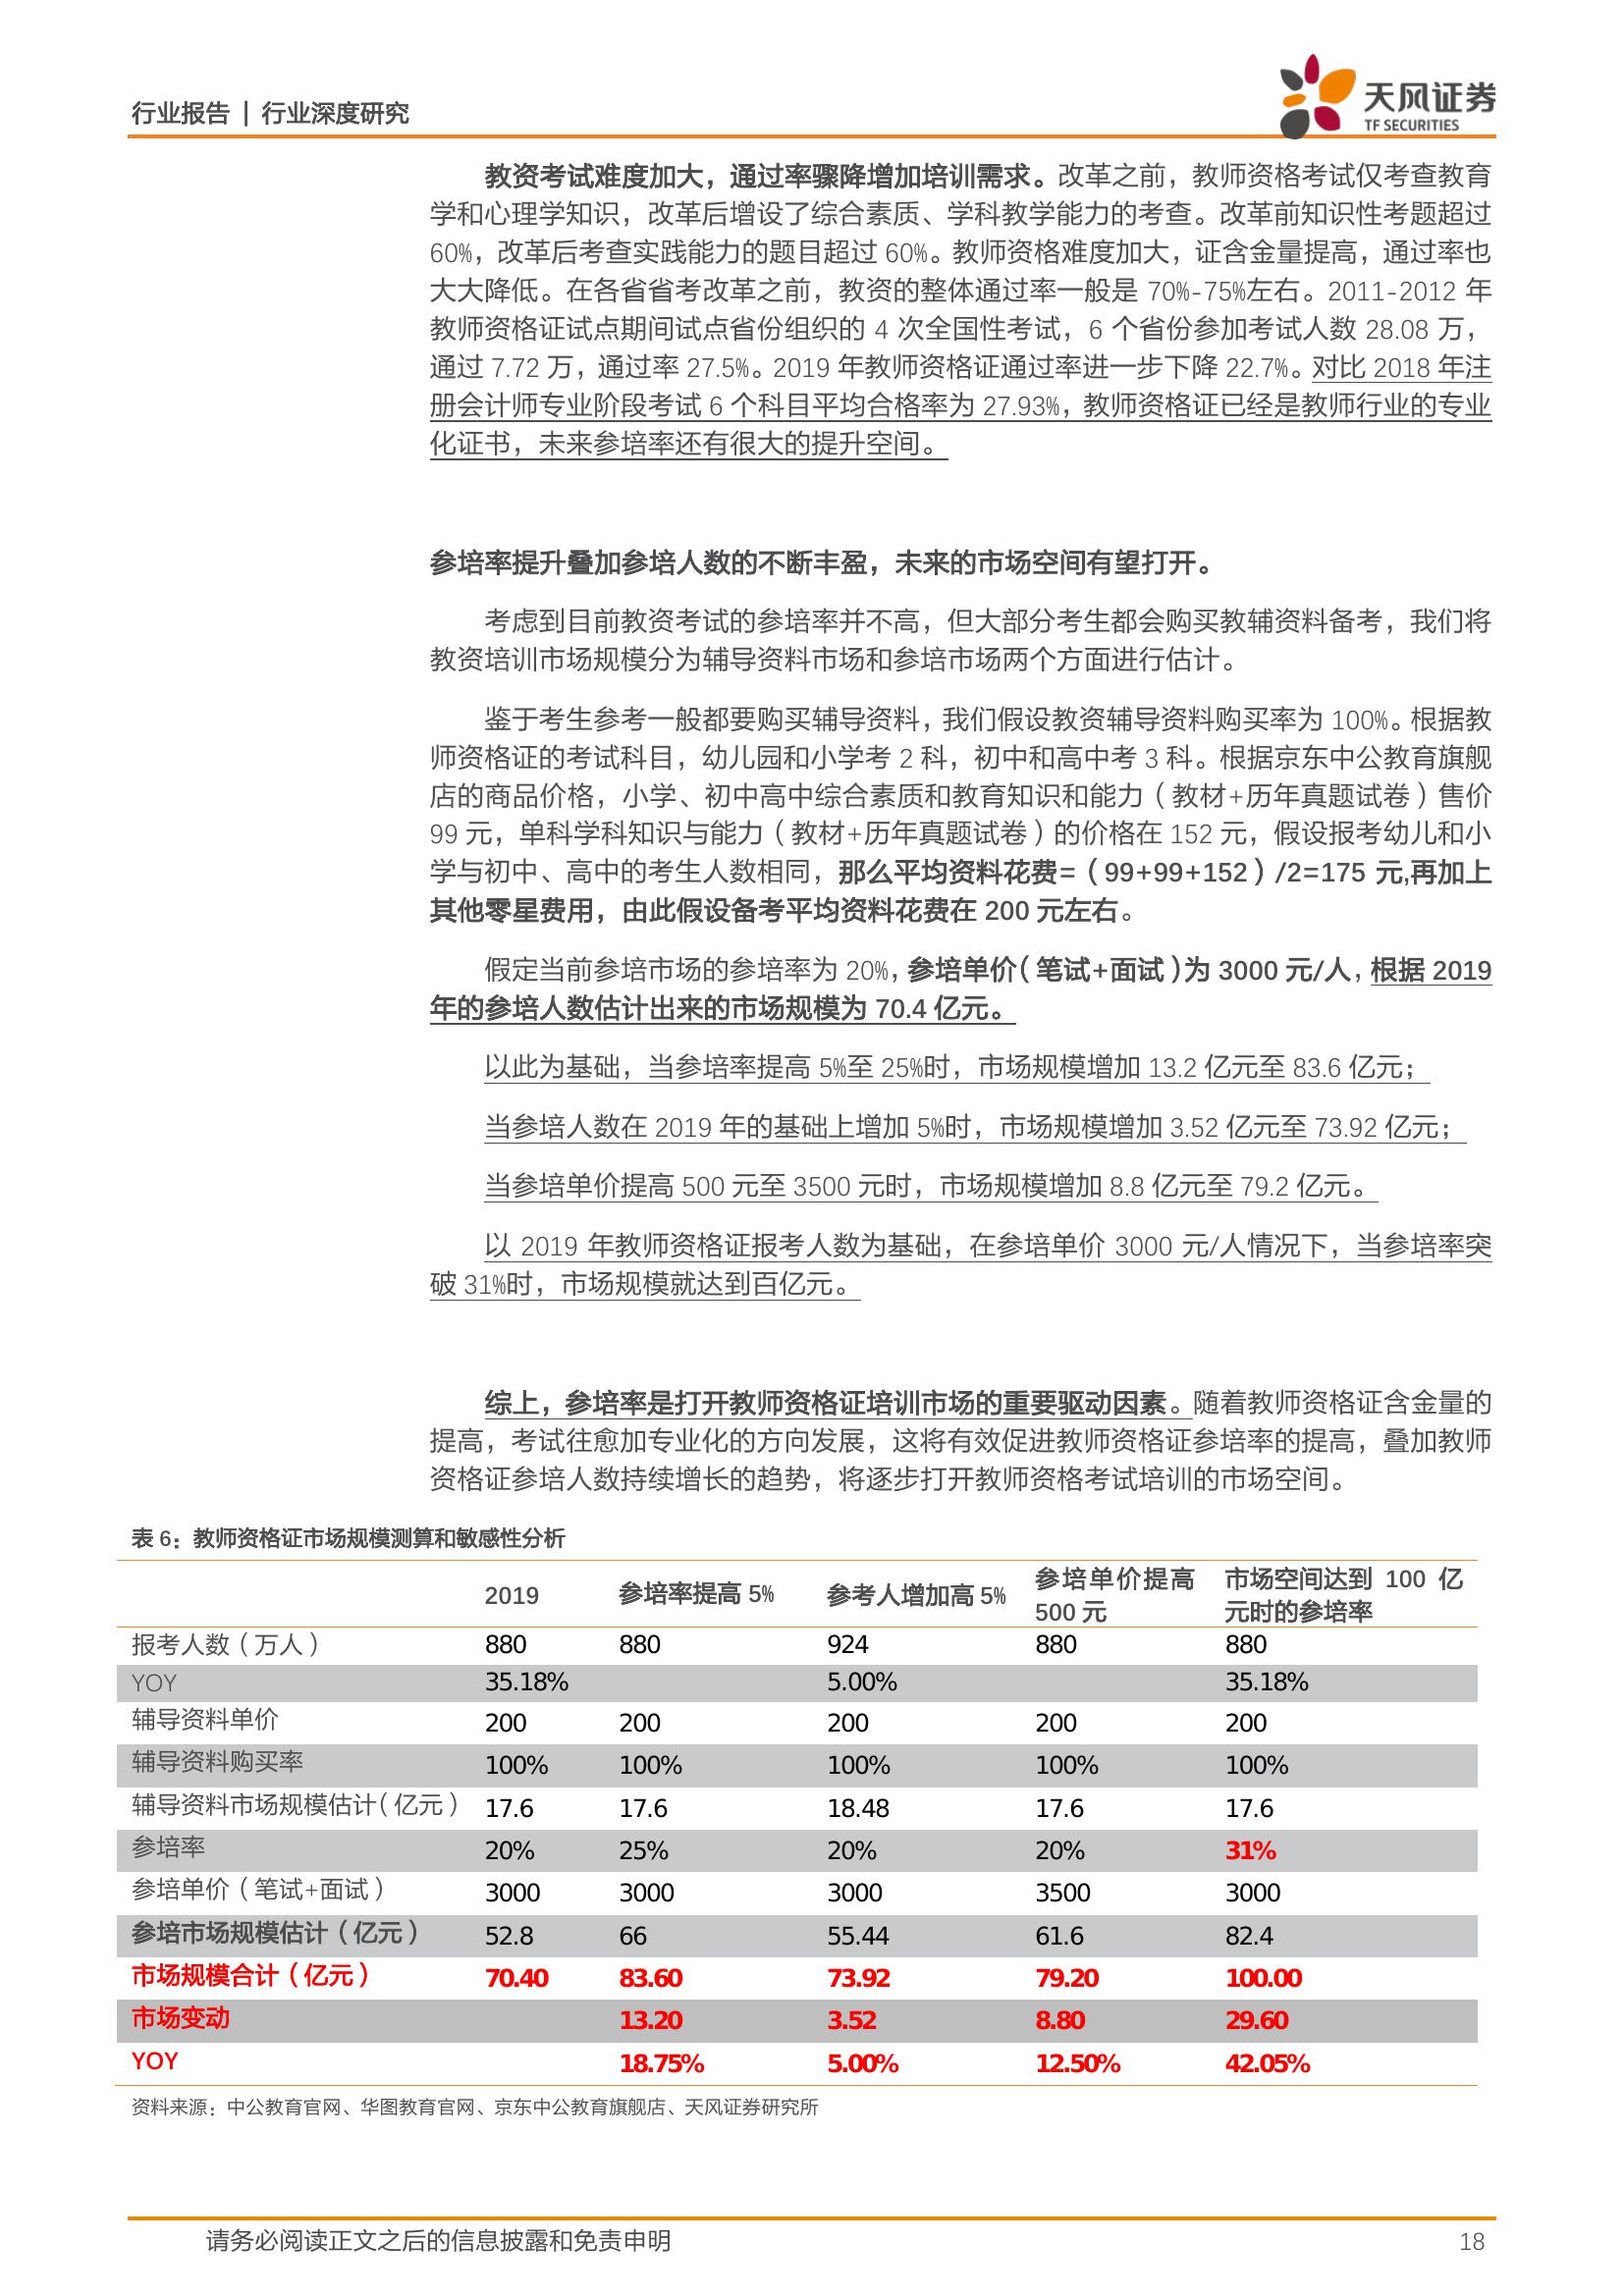 行业报告 | 行业深度研究
天风证券
TF SECURITIES
教资考试难度加大，通过率骤降增加培训需求。改革之前，教师资格考试仅考查教育
学和心理学知识，改革后增设了综合素质、学科教学能力的考查。改革前知识性考题超过
60%，改革后考查实践能力的题目超过 60%。教师资格难度加大，证含金量提高，通过率也
大大降低。在各省省考改革之前，教资的整体通过率一般是 70%-75%左右。2011-2012 年
教师资格证试点期间试点省份组织的 4 次全国性考试，6 个省份参加考试人数 28.08 万，
通过 7.72 万，通过率 27.5%。2019 年教师资格证通过率进一步下降 22.7%。对比 2018 年注
册会计师专业阶段考试 6 个科目平均合格率为 27.93%，教师资格证已经是教师行业的专业
化证书，未来参培率还有很大的提升空间。
参培率提升叠加参培人数的不断丰盈，未来的市场空间有望打开。
考虑到目前教资考试的参培率并不高，但大部分考生都会购买教辅资料备考，我们将
教资培训市场规模分为辅导资料市场和参培市场两个方面进行估计。
鉴于考生参考一般都要购买辅导资料，我们假设教资辅导资料购买率为 100%。根据教
师资格证的考试科目，幼儿园和小学考 2 科，初中和高中考 3 科。根据京东中公教育旗舰
店的商品价格，小学、初中高中综合素质和教育知识和能力（教材+历年真题试卷）售价
99 元，单科学科知识与能力（教材+历年真题试卷）的价格在 152 元，假设报考幼儿和小
学与初中、高中的考生人数相同，那么平均资料花费=（99+99+152）/2=175 元,再加上
其他零星费用，由此假设备考平均资料花费在 200 元左右。
假定当前参培市场的参培率为 20%，参培单价（笔试+面试）为 3000 元/人，根据 2019
年的参培人数估计出来的市场规模为 70.4 亿元。
以此为基础，当参培率提高 5%至 25%时，市场规模增加 13.2 亿元至 83.6 亿元；
当参培人数在 2019 年的基础上增加 5%时，市场规模增加 3.52 亿元至 73.92 亿元；
当参培单价提高 500 元至 3500 元时，市场规模增加 8.8 亿元至 79.2 亿元。
以 2019 年教师资格证报考人数为基础，在参培单价 3000 元/人情况下，当参培率突
破 31%时，市场规模就达到百亿元。
综上，参培率是打开教师资格证培训市场的重要驱动因素。随着教师资格证含金量的
提高，考试往愈加专业化的方向发展，这将有效促进教师资格证参培率的提高，叠加教师
资格证参培人数持续增长的趋势，将逐步打开教师资格考试培训的市场空间。
表 6：教师资格证市场规模测算和敏感性分析
2019 参培率提高 5% 参考人增加高 5% 参培单价提高 500 元 市场空间达到 100 亿元时的参培率
报考人数（万人） 880 880 924 880 880
YOY 35.18% 5.00% 35.18%
辅导资料单价 200 200 200 200 200
辅导资料购买率 100% 100% 100% 100% 100%
辅导资料市场规模估计（亿元） 17.6 17.6 18.48 17.6 17.6
参培率 20% 25% 20% 20% 31%
参培单价（笔试+面试） 3000 3000 3000 3500 3000
参培市场规模估计（亿元） 52.8 66 55.44 61.6 82.4
市场规模合计（亿元） 70.40 83.60 73.92 79.20 100.00
市场变动 13.20 3.52 8.80 29.60
YOY 18.75% 5.00% 12.50% 42.05%
资料来源：中公教育官网、华图教育官网、京东中公教育旗舰店、天风证券研究所
请务必阅读正文之后的信息披露和免责申明 18